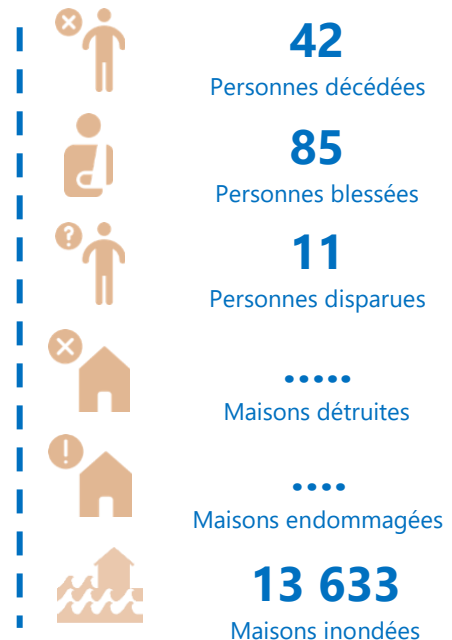 42
Personnes décédées
85
Personnes blessées
11
Personnes disparues
.....
Maisons détruites
....
Maisons endommagées
13 633
Maisons inondées